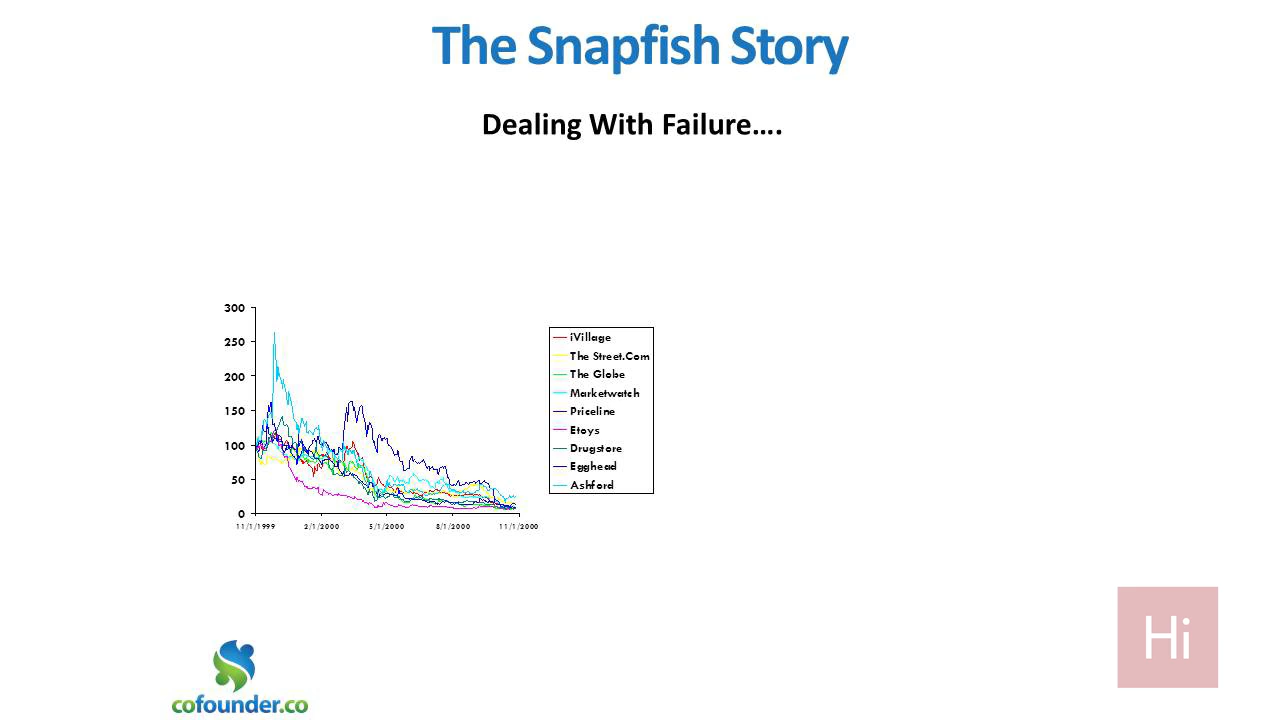 The Snapfish Story
Dealing With Failure....
300
250
200
150
100
50
0
11/1/1999 2/1/2000 5/1/2000 8/1/2000 11/1/2000
iVillage
The Street.Com
The Globe
Marketwatch
Priceline
Etoys
Drugstore
Egghead
Ashford
Hi
cofounder.co